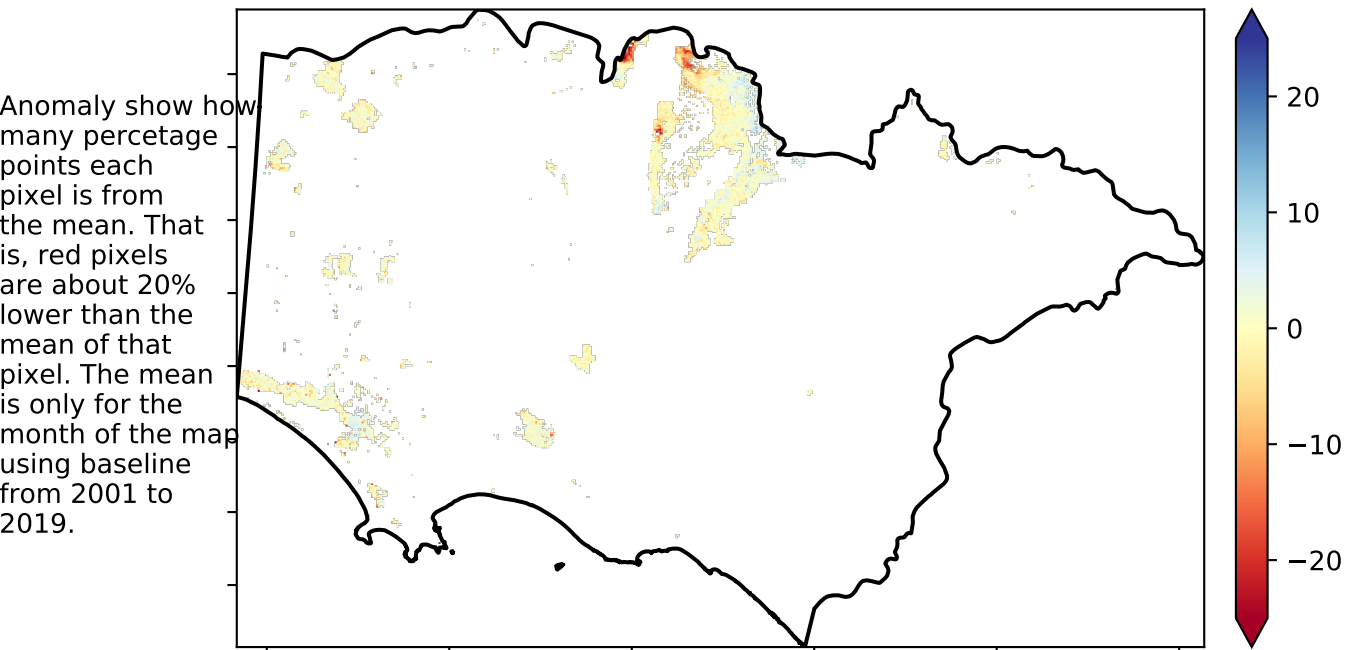 Anomaly show how
many percetage
points each
pixel is from
the mean. That
is, red pixels
are about 20%
lower than the
mean of that
pixel. The mean
is only for the
month of the map
using baseline
from 2001 to
2019.
20
10
0
−10
−20